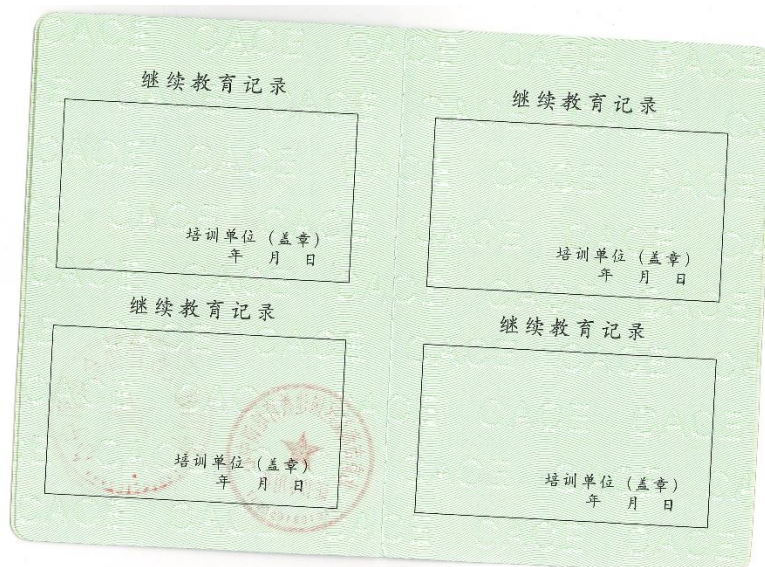 继续教育记录
培训单位（盖章）
年 月 日
继续教育记录
培训单位（盖章）
年 月 日
继续教育记录
培训单位（盖章）
年 月 日
继续教育记录
培训单位（盖章）
年 月 日
CACE